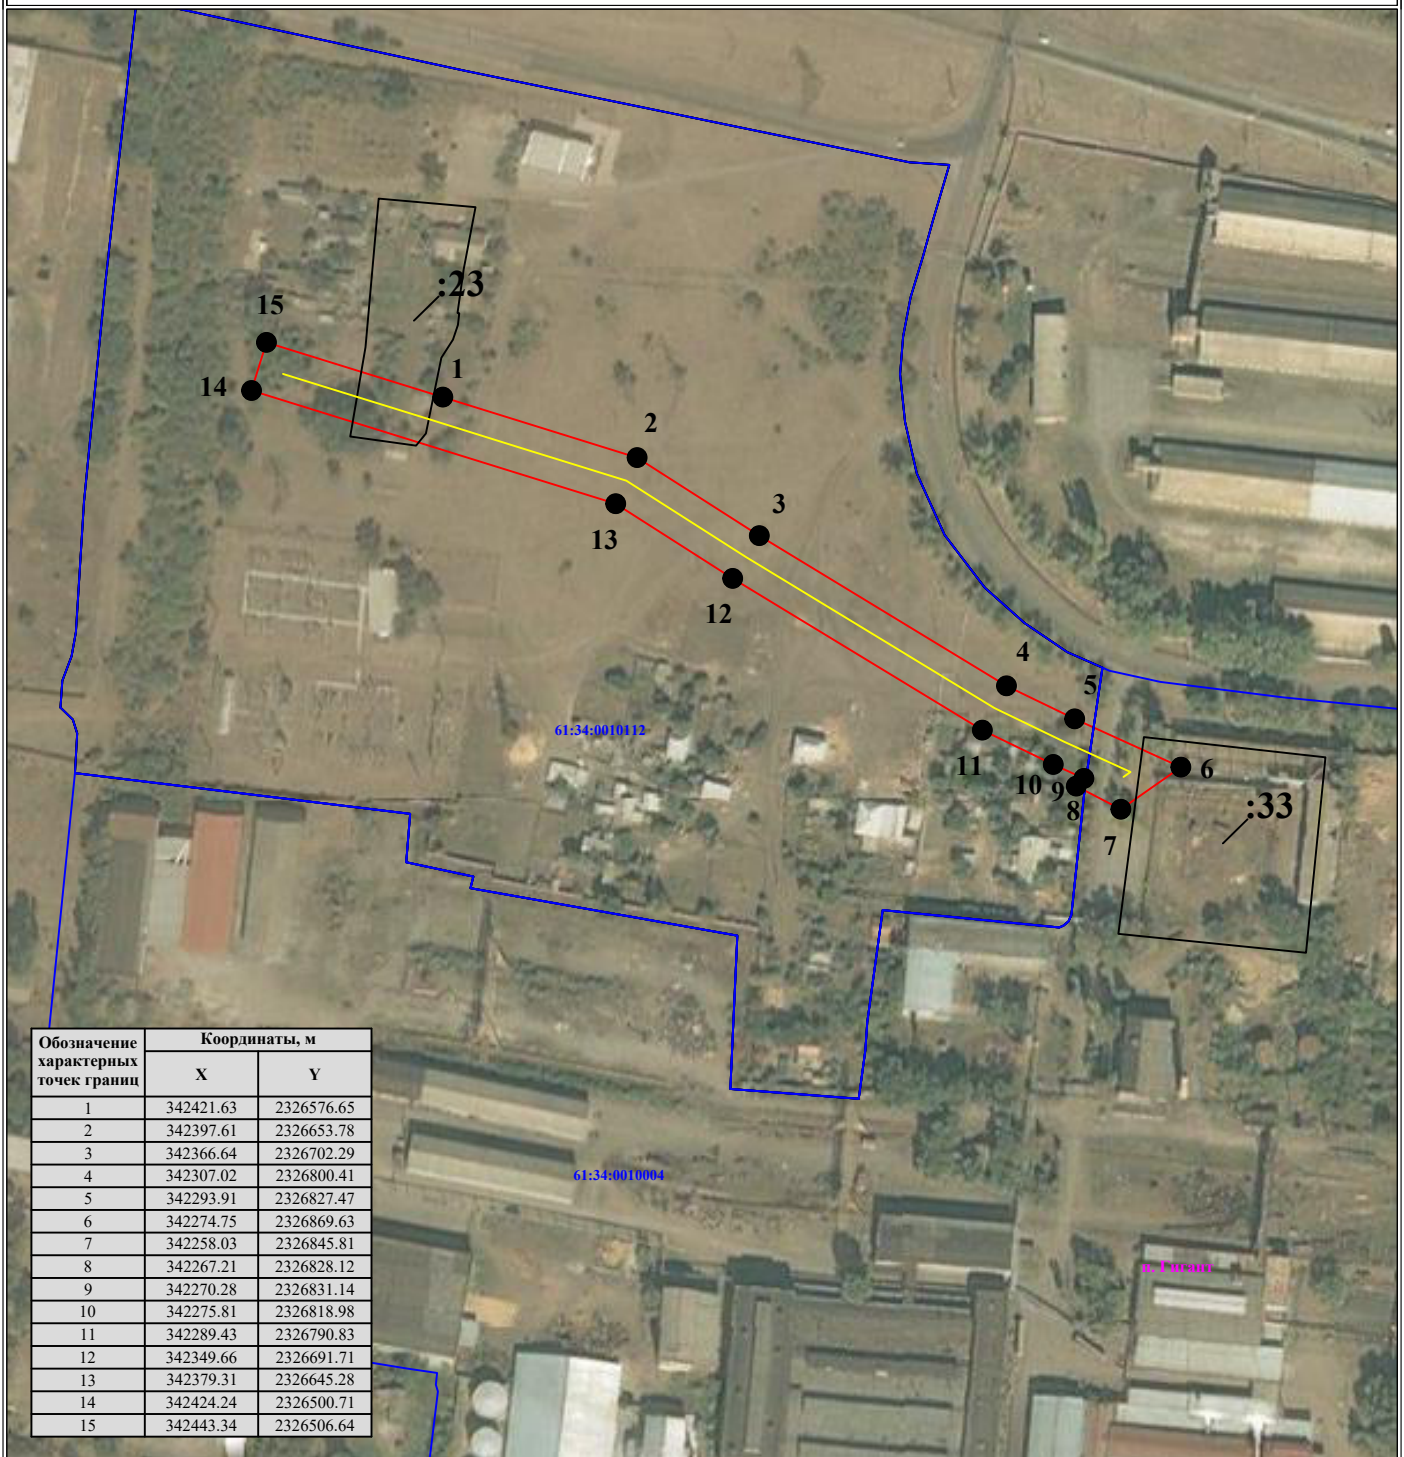 :23
15
14
1
2
3
13
12
4
5
61:34:0010112
11
10
9
8
6
7
:33
Обозначение характерных точек границ
Координаты, м
X Y
1 342421.63 2326576.65
2 342397.61 2326653.78
3 342366.64 2326702.29
4 342307.02 2326800.41
5 342293.91 2326827.47
6 342274.75 2326869.63
7 342258.03 2326845.81
8 342267.21 2326828.12
9 342270.28 2326831.14
10 342275.81 2326818.98
11 342289.43 2326790.83
12 342349.66 2326691.71
13 342379.31 2326645.28
14 342424.24 2326500.71
15 342443.34 2326506.64
61:34:0010004
п. Гигант